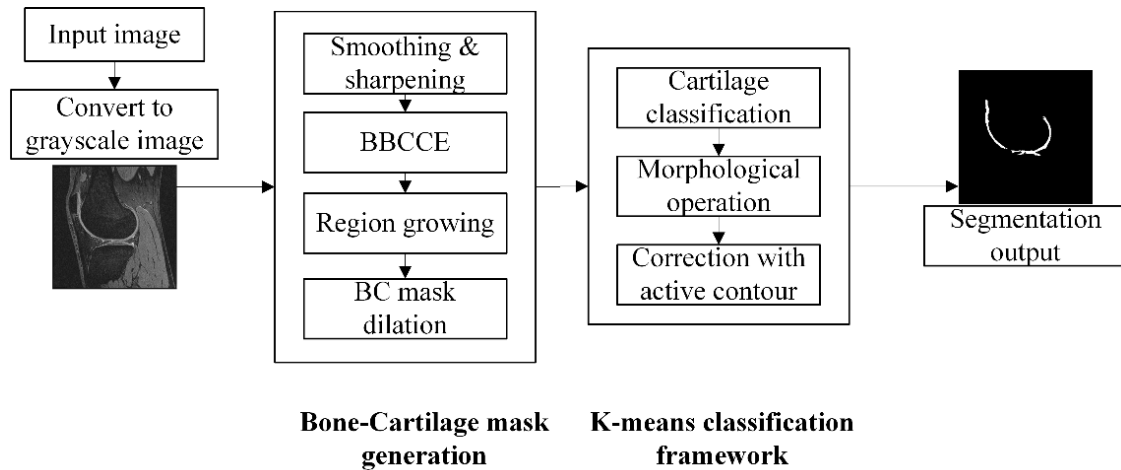 Input image
Convert to
grayscale image
Smoothing &
sharpening
BBCCE
Region growing
BC mask
dilation
Bone-Cartilage mask
generation
Cartilage
classification
Morphological
operation
Correction with
active contour
K-means classification
framework
Segmentation
output